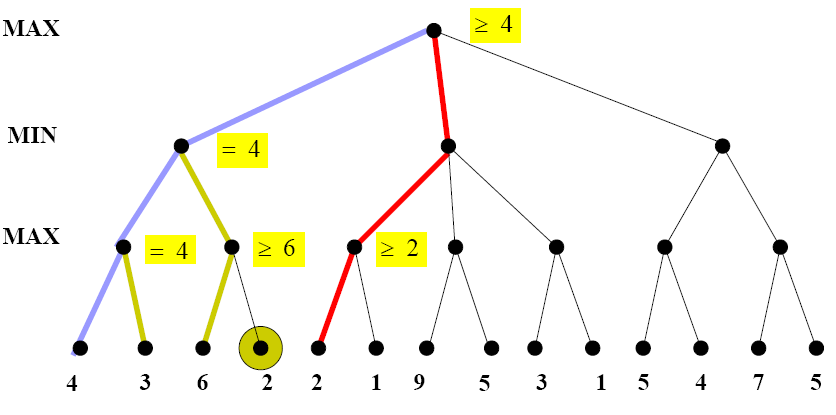 MAX
≥ 4
MIN
= 4
MAX
= 4
≥ 6
≥ 2
4 3 6 2 2 1 9 5 3 1 5 4 7 5